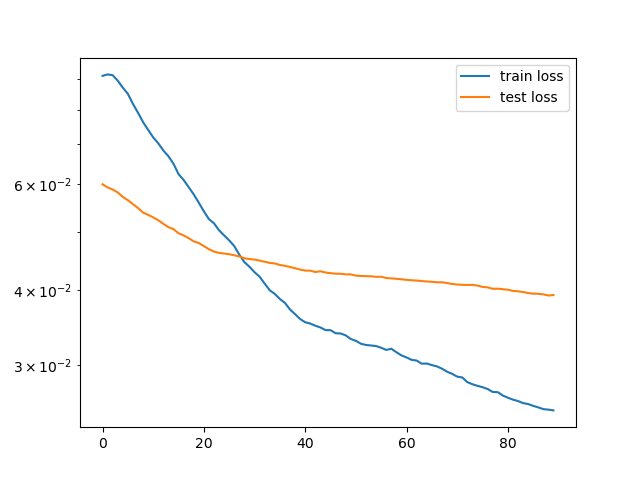 train loss
test loss
6 × 10⁻²
4 × 10⁻²
3 × 10⁻²
0 20 40 60 80